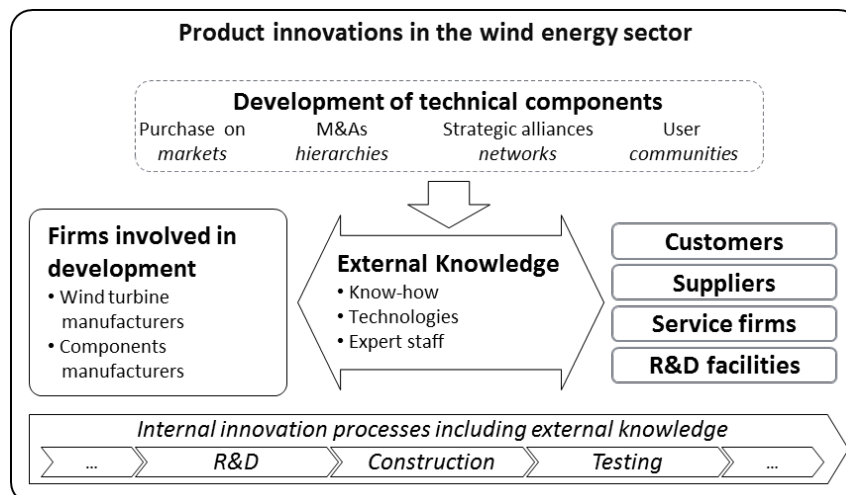 Product innovations in the wind energy sector
Development of technical components
Purchase on M&As Strategic alliances User
markets hierarchies networks communities
Firms involved in
development
• Wind turbine
manufacturers
• Components
manufacturers
External Knowledge
• Know-how
• Technologies
• Expert staff
Customers
Suppliers
Service firms
R&D facilities
Internal innovation processes including external knowledge
... R&D Construction Testing ...